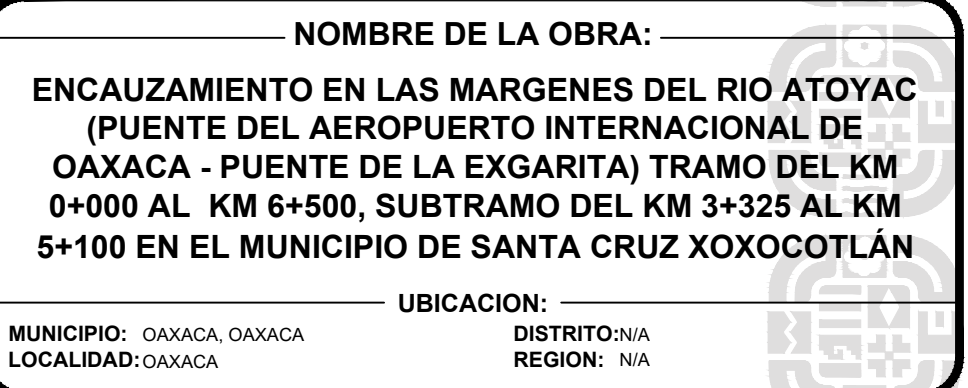 NOMBRE DE LA OBRA:
ENCAUZAMIENTO EN LAS MARGENES DEL RIO ATOYAC
(PUENTE DEL AEROPUERTO INTERNACIONAL DE
OAXACA - PUENTE DE LA EXGARITA) TRAMO DEL KM
0+000 AL  KM 6+500, SUBTRAMO DEL KM 3+325 AL KM
5+100 EN EL MUNICIPIO DE SANTA CRUZ XOXOCOTLÁN
UBICACION:
MUNICIPIO: OAXACA, OAXACA DISTRITO:N/A
LOCALIDAD: OAXACA REGION: N/A